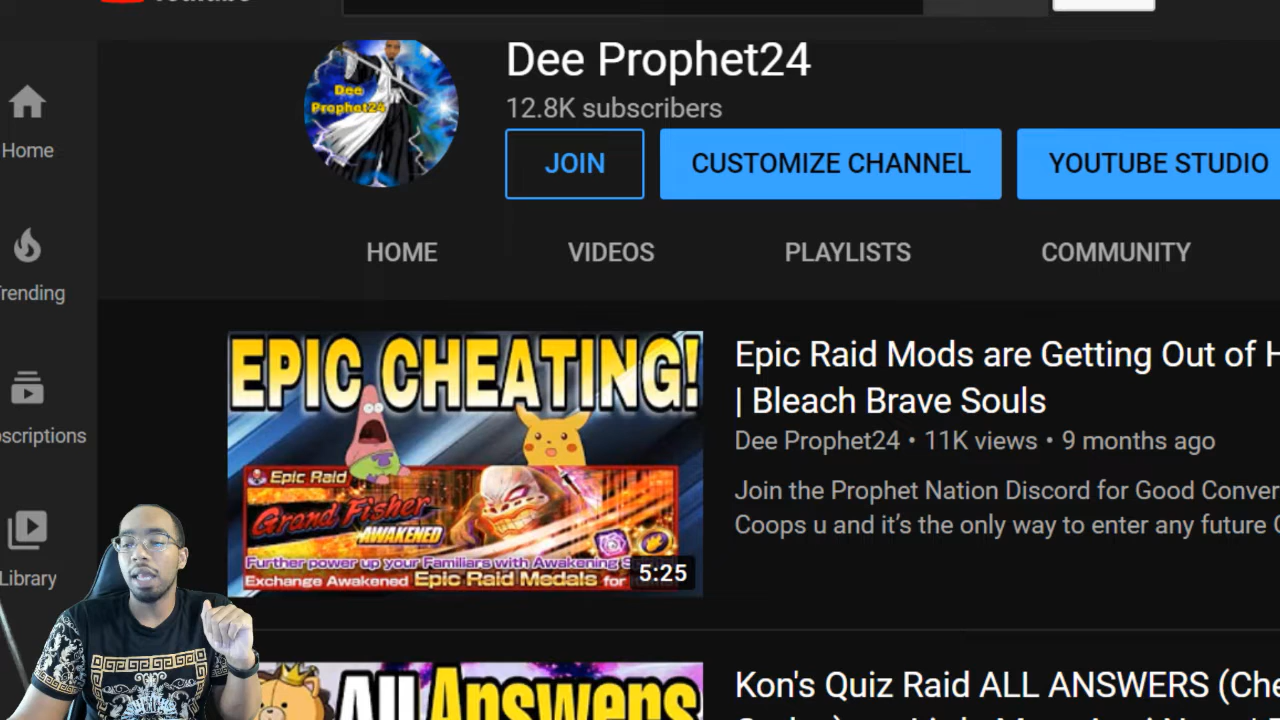 Dee Prophet24
12.8K subscribers
JOIN
CUSTOMIZE CHANNEL
YOUTUBE STUDIO
Home
HOME
VIDEOS
PLAYLISTS
COMMUNITY
rending
scriptions
Library
Dee
Prophet24
EPIC CHEATING!
Epic Raid
Grand Fisher
AWAKENED
Further power up your Familiars with Awakening S
Exchange Awakened Epic Raid Medals for
5:25
Epic Raid Mods are Getting Out of H
| Bleach Brave Souls
Dee Prophet24 • 11K views • 9 months ago
Join the Prophet Nation Discord for Good Conver
Coops u and it's the only way to enter any future
All Answers
Kon's Quiz Raid ALL ANSWERS (Che